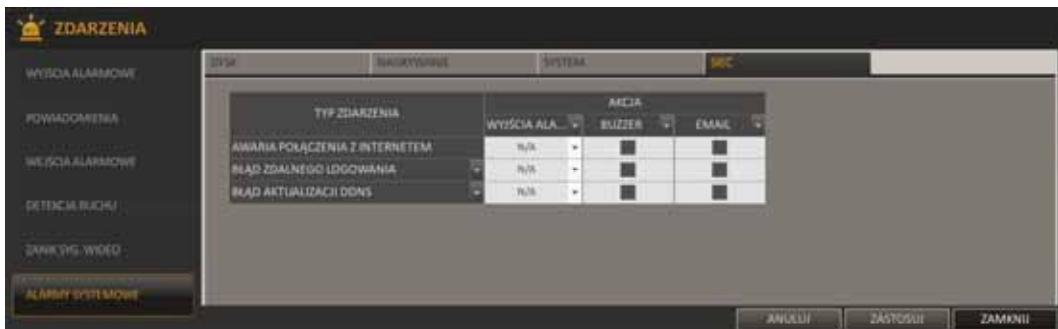 ZDARZENIA
WYJŚCIA ALARMOWE
POWIADOMIENIA
WEJŚCIA ALARMOWE
DETEKCJA RUCHU
ZANIK SYG. WIDEO
ALARMY SYSTEMOWE
DYSK NAGRYWANIE SYSTEM SIEĆ
TYP ZDARZENIA AKCJA
WYJŚCIA ALA... BUZZER EMAIL
AWARIA POŁĄCZENIA Z INTERNETEM N/A
BŁĄD ZDALNEGO LOGOWANIA N/A
BŁĄD AKTUALIZACJI DDNS N/A
ANULUJ ZASTOSUJ ZAMKNIJ